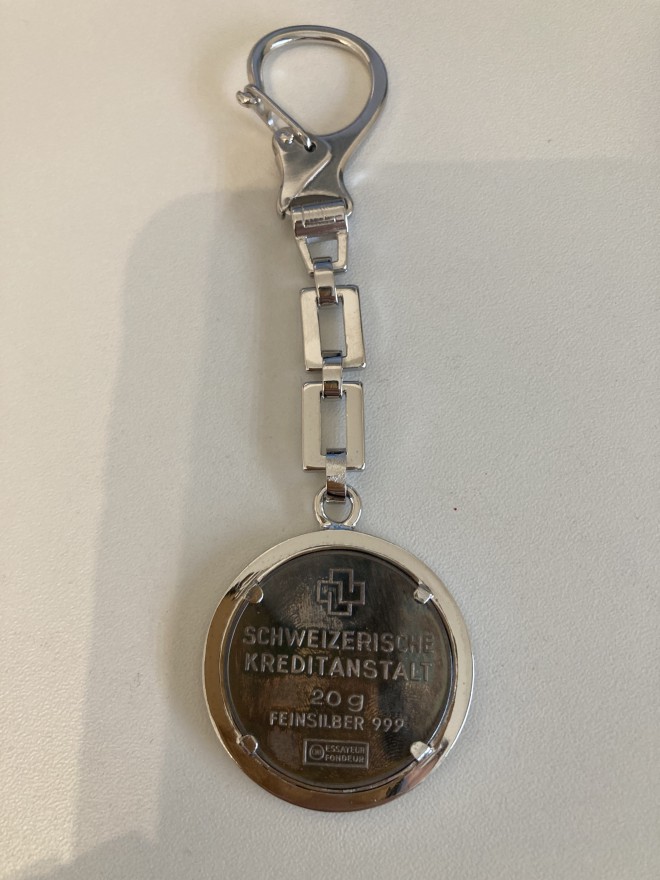 SCHWEIZERISCHE
KREDITANSTALT
20 g
FEINSILBER 999
ESSAYEUR
FONDEUR